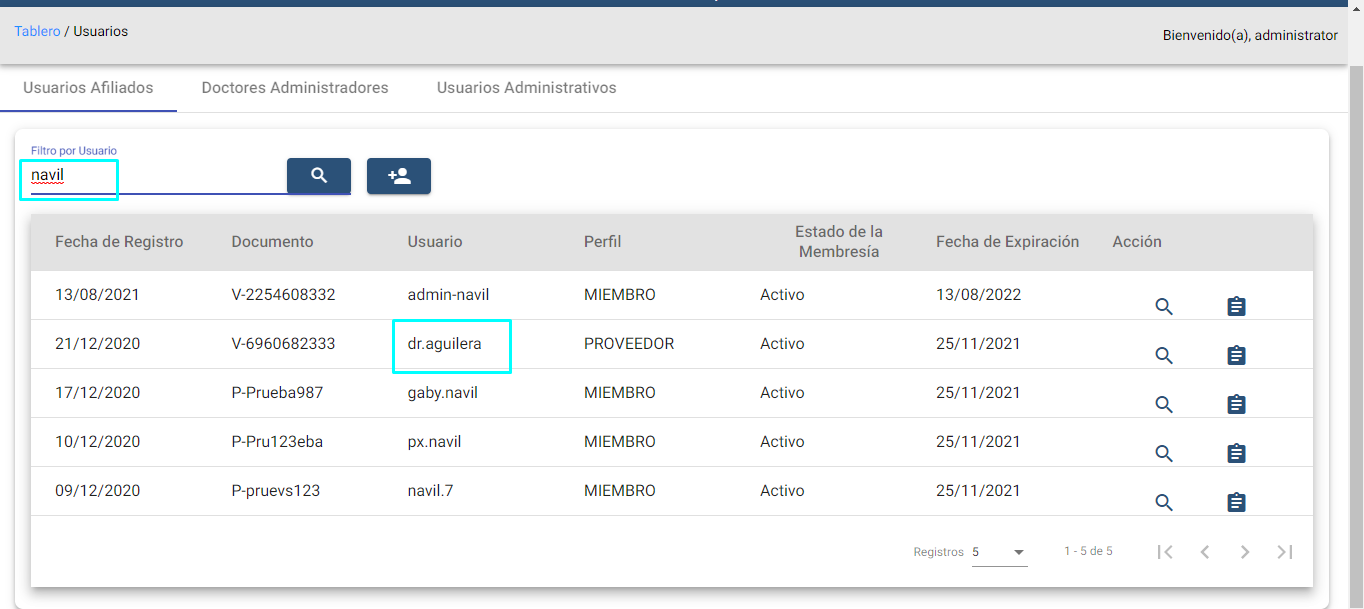 Tablero / Usuarios
Bienvenido(a), administrator
Usuarios Afiliados Doctores Administradores Usuarios Administrativos
Filtro por Usuario
navil
Fecha de Registro Documento Usuario Perfil Estado de la Membresía Fecha de Expiración Acción
13/08/2021 V-2254608332 admin-navil MIEMBRO Activo 13/08/2022
21/12/2020 V-6960682333 dr.aguilera PROVEEDOR Activo 25/11/2021
17/12/2020 P-Prueba987 gaby.navil MIEMBRO Activo 25/11/2021
10/12/2020 P-Pru123eba px.navil MIEMBRO Activo 25/11/2021
09/12/2020 P-pruevs123 navil.7 MIEMBRO Activo 25/11/2021
Registros 5 1 - 5 de 5